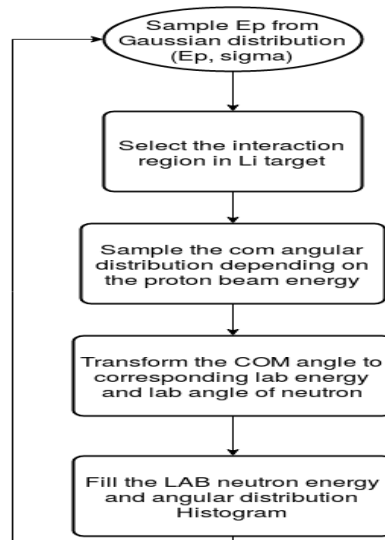 Sample Ep from
Gaussian distribution
(Ep, sigma)
Select the interaction
region in Li target
Sample the com angular
distribution depending on
the proton beam energy
Transform the COM angle to
corresponding lab energy
and lab angle of neutron
Fill the LAB neutron energy
and angular distribution
Histogram